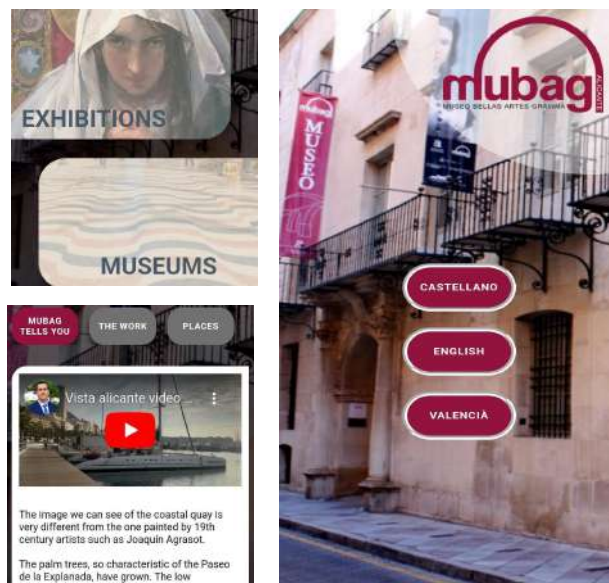 EXHIBITIONS
MUSEUMS
MUBAG
TELLS YOU
THE WORK
PLACES
Vista alicante video ...
The image we can see of the coastal quay is
very different from the one painted by 19th
century artists such as Joaquín Agrasot.
The palm trees, so characteristic of the Paseo
de la Explanada, have grown. The low
mubag
MUSEO BELLAS ARTES GRAVINA
ALICANTE
mubag
MUSEO
mubag
CASTELLANO
ENGLISH
VALENCIÀ